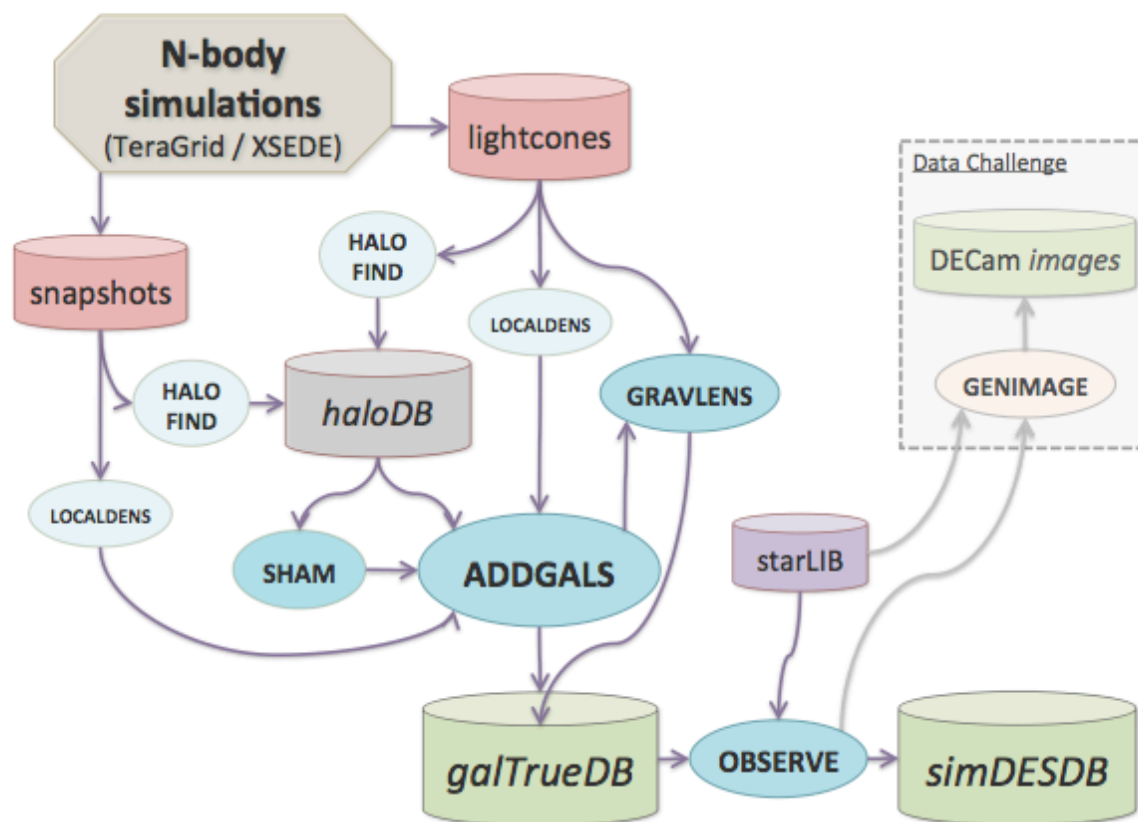 N-body
simulations
(TeraGrid / XSEDE)
lightcones
Data Challenge
DECam images
HALO
FIND
snapshots
LOCALDENS
HALO
FIND
haloDB
GRAVLENS
GENIMAGE
LOCALDENS
SHAM
ADDGALS
starLIB
galTrueDB
OBSERVE
simDESDB